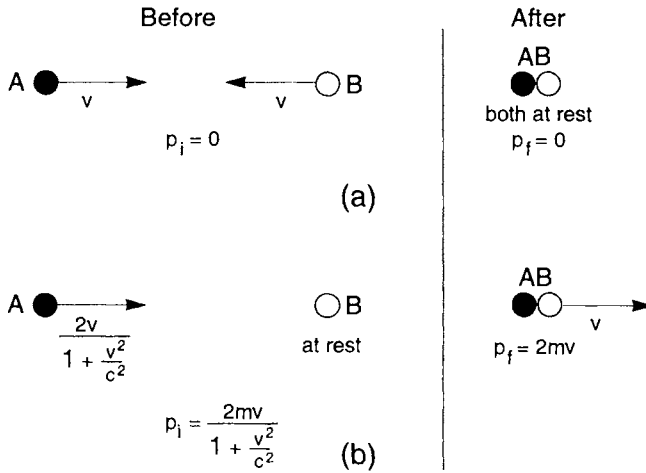 Before
After
A
v
v
B
AB
both at rest
p_i = 0
p_f = 0
(a)
A
B
AB
2v
1 + v²
c²
at rest
v
p_f = 2mv
p_i = 2mv
1 + v²
c²
(b)